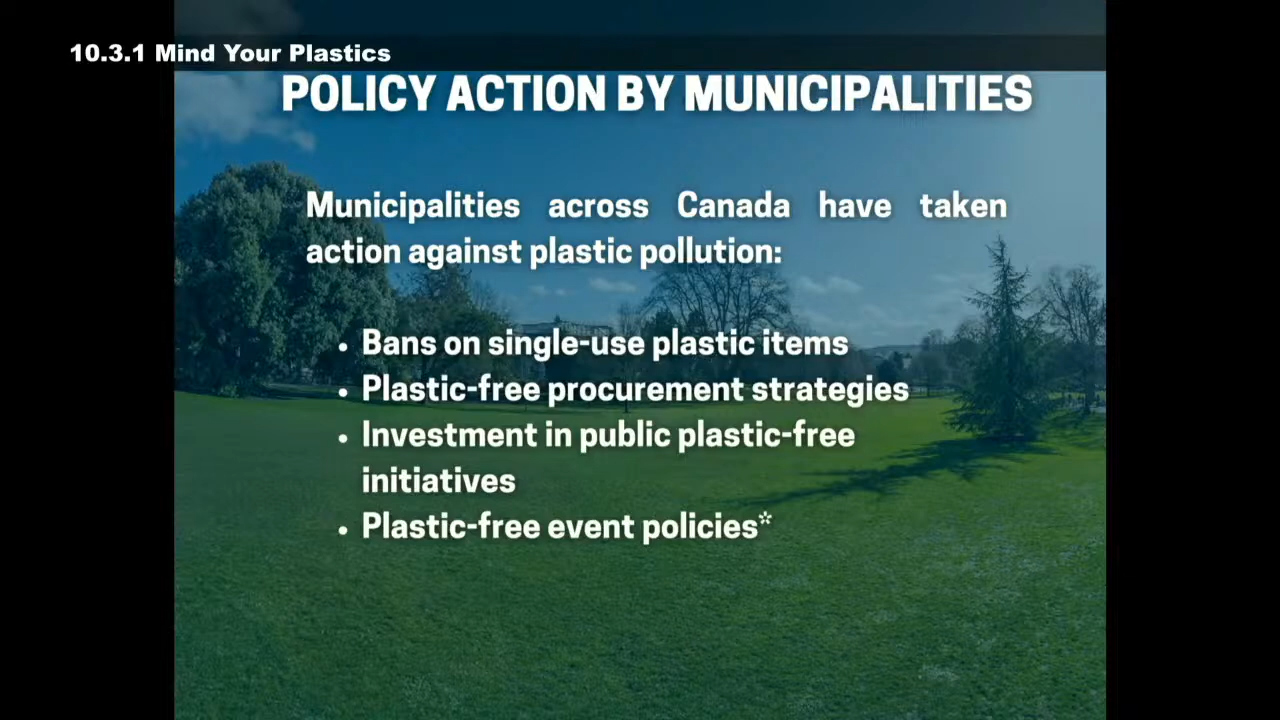 10.3.1 Mind Your Plastics
POLICY ACTION BY MUNICIPALITIES
Municipalities across Canada have taken
action against plastic pollution:
• Bans on single-use plastic items
• Plastic-free procurement strategies
• Investment in public plastic-free
initiatives
• Plastic-free event policies*